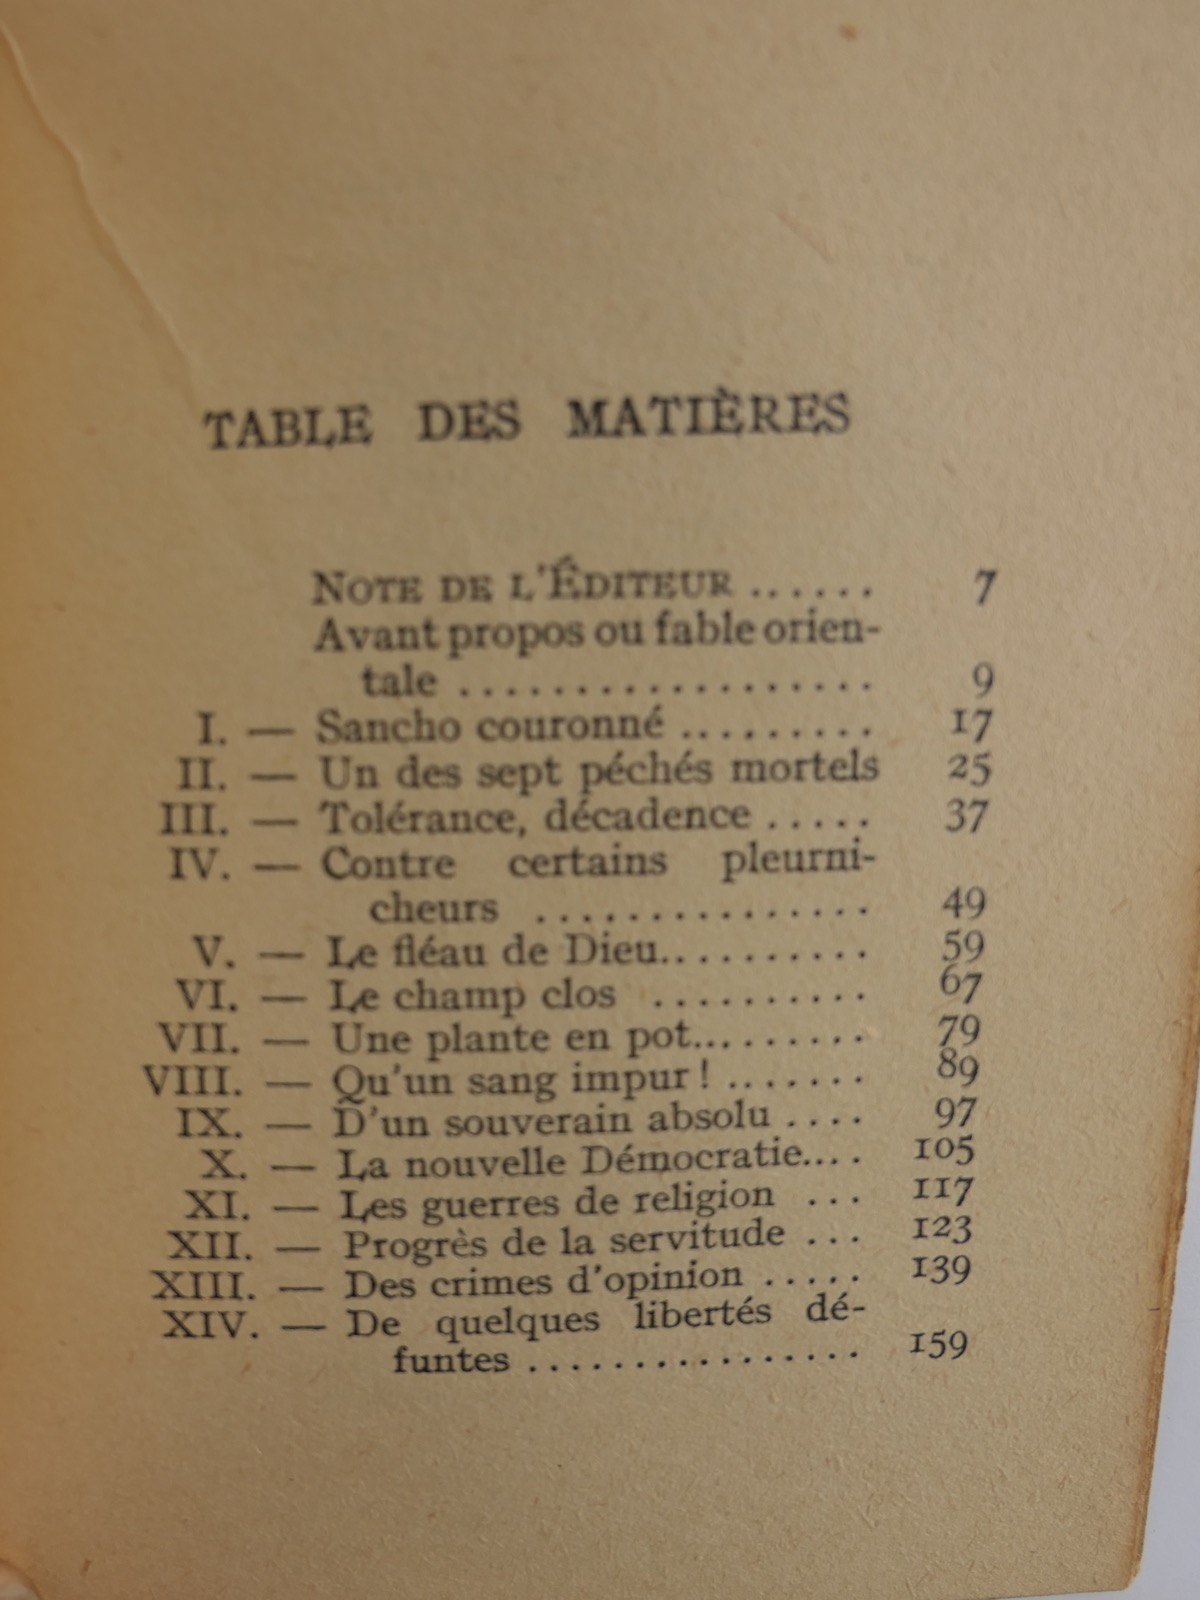 TABLE DES MATIÈRES
NOTE DE L'ÉDITEUR ...... 7
Avant propos ou fable orien-
tale .................. 9
I. — Sancho couronné ......... 17
II. — Un des sept péchés mortels 25
III. — Tolérance, décadence ..... 37
IV. — Contre certains pleurni-
cheurs ............... 49
V. — Le fléau de Dieu.......... 59
VI. — Le champ clos .......... 67
VII. — Une plante en pot......... 79
VIII. — Qu'un sang impur ! ....... 89
IX. — D'un souverain absolu .... 97
X. — La nouvelle Démocratie.... 105
XI. — Les guerres de religion ... 117
XII. — Progrès de la servitude ... 123
XIII. — Des crimes d'opinion ..... 139
XIV. — De quelques libertés dé-
funtes ................ 159